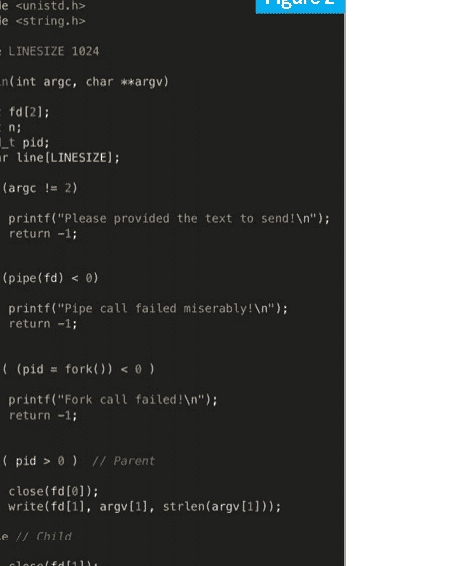 Figure 2
de <unistd.h>
de <string.h>
e LINESIZE 1024
in(int argc, char **argv)
t fd[2];
t n;
d_t pid;
ar line[LINESIZE];
(argc != 2)
printf("Please provided the text to send!\n");
return -1;
(pipe(fd) < 0)
printf("Pipe call failed miserably!\n");
return -1;
( (pid = fork()) < 0 )
printf("Fork call failed!\n");
return -1;
( pid > 0 ) // Parent
close(fd[0]);
write(fd[1], argv[1], strlen(argv[1]));
e // Child
close(fd[1]);